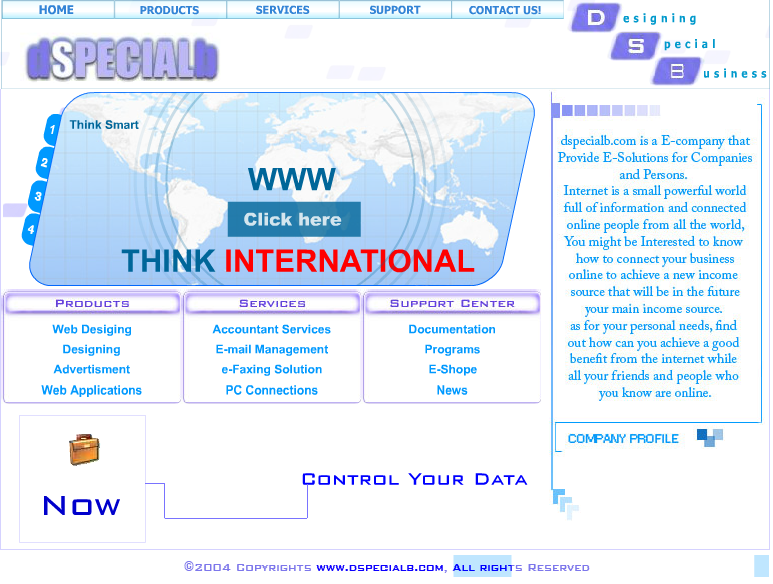 HOME PRODUCTS SERVICES SUPPORT CONTACT US!
Designing
Special
Business
dSPECIALb
1
2
3
4
Think Smart
WWW
Click here
THINK INTERNATIONAL
PRODUCTS
Web Desiging
Designing
Advertisment
Web Applications
SERVICES
Accountant Services
E-mail Management
e-Faxing Solution
PC Connections
SUPPORT CENTER
Documentation
Programs
E-Shope
News
dspecialb.com is a E-company that
Provide E-Solutions for Companies
and Persons.
Internet is a small powerful world
full of information and connected
online people from all the world,
You might be Interested to know
how to connect your business
online to achieve a new income
source that will be in the future
your main income source.
as for your personal needs, find
out how can you achieve a good
benefit from the internet while
all your friends and people who
you know are online.
COMPANY PROFILE
NOW
CONTROL YOUR DATA
©2004 COPYRIGHTS WWW.DSPECIALB.COM, ALL RIGHTS RESERVED